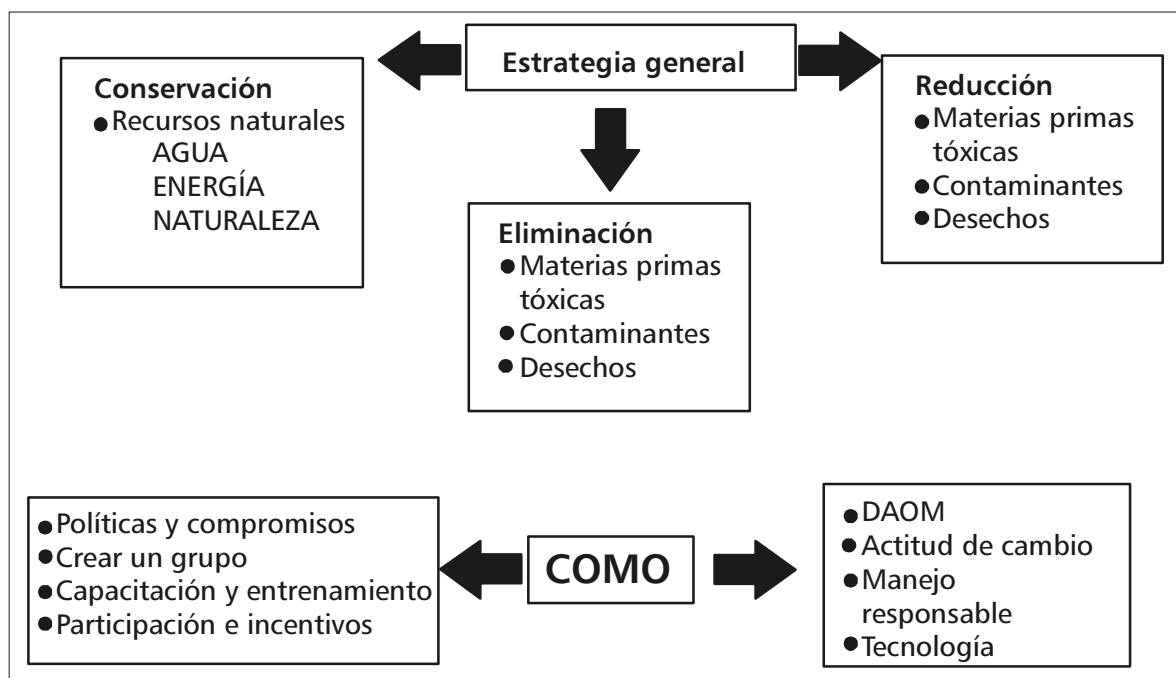 Estrategia general
Conservación
● Recursos naturales
AGUA
ENERGÍA
NATURALEZA
Eliminación
● Materias primas
tóxicas
● Contaminantes
● Desechos
Reducción
● Materias primas
tóxicas
● Contaminantes
● Desechos
COMO
● Políticas y compromisos
● Crear un grupo
● Capacitación y entrenamiento
● Participación e incentivos
● DAOM
● Actitud de cambio
● Manejo
responsable
● Tecnología